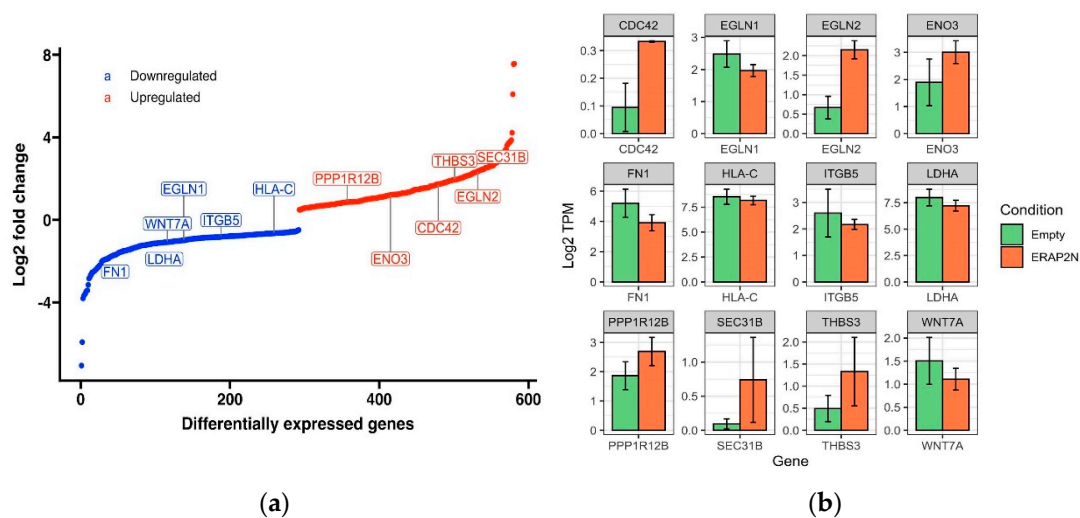 a
b
8
4
0
-4
Log2 fold change
a Downregulated
a Upregulated
EGLN1
HLA-C
WNT7A
ITGB5
FN1
LDHA
PPP1R12B
THBS3
SEC31B
EGLN2
CDC42
ENO3
0
200
400
600
Differentially expressed genes
(a)
CDC42 EGLN1 EGLN2 ENO3
0.3
0.2
0.1
0.0
3
2
1
0
2.0
1.5
1.0
0.5
0.0
3
2
1
0
CDC42 EGLN1 EGLN2 ENO3
FN1 HLA-C ITGB5 LDHA
6
4
2
0
7.5
5.0
2.5
0.0
3
2
1
0
7.5
5.0
2.5
0.0
FN1 HLA-C ITGB5 LDHA
PPP1R12B SEC31B THBS3 WNT7A
3
2
1
0
1.0
0.5
0.0
2.0
1.5
1.0
0.5
0.0
2.0
1.5
1.0
0.5
0.0
PPP1R12B SEC31B THBS3 WNT7A
Log2 TPM
Gene
Condition
Empty
ERAP2N
(b)